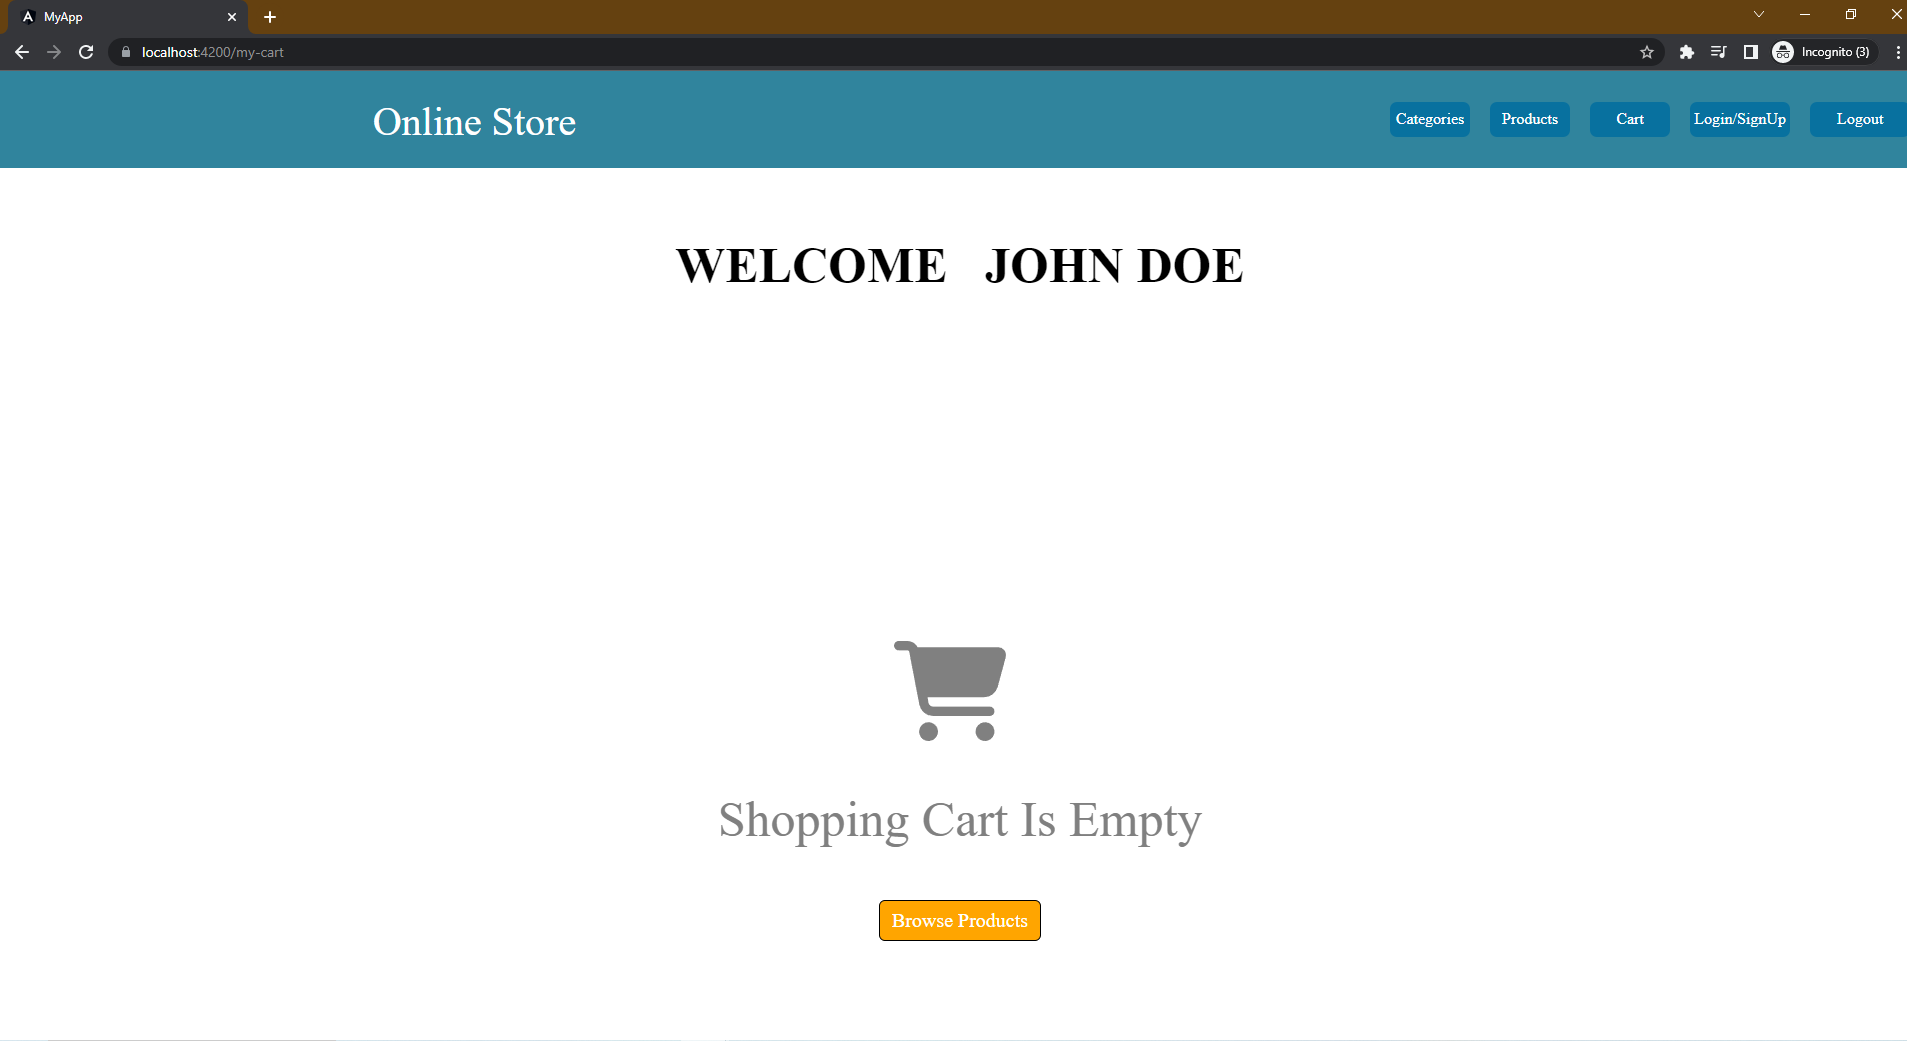 MyApp
localhost:4200/my-cart
Incognito (3)
Online Store
Categories
Products
Cart
Login/SignUp
Logout
WELCOME JOHN DOE
Shopping Cart Is Empty
Browse Products